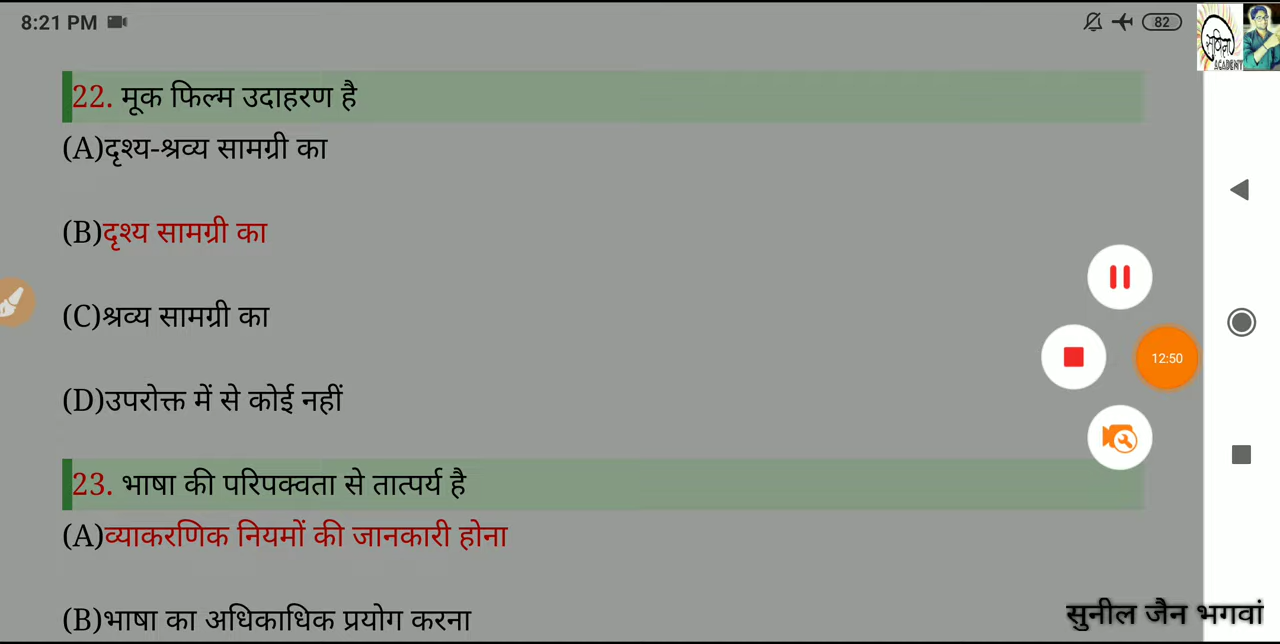 8:21 PM
82
सुप्रिया
ACADEMY
22. मूक फिल्म उदाहरण है
(A)दृश्य-श्रव्य सामग्री का
(B)दृश्य सामग्री का
(C)श्रव्य सामग्री का
12:50
(D)उपरोक्त में से कोई नहीं
23. भाषा की परिपक्वता से तात्पर्य है
(A)व्याकरणिक नियमों की जानकारी होना
(B)भाषा का अधिकाधिक प्रयोग करना
सुनील जैन भगवां